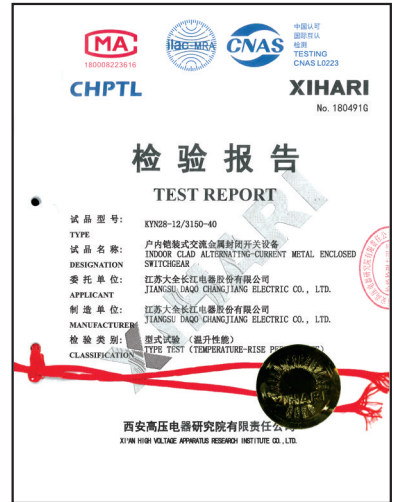 MA
180008223616
ilac-MRA
CNAS
中国认可
国际互认
检测
TESTING
CNAS L0223
CHPTL
XIHARI
No. 180491G
检验报告
TEST REPORT
试品型号: KYN28-12/3150-40
TYPE
试品名称: 户内铠装式交流金属封闭开关设备
INDOOR CLAD ALTERNATING-CURRENT METAL ENCLOSED
DESIGNATION SWITCHGEAR
委托单位: 江苏大全长江电器股份有限公司
APPLICANT JIANGSU DAQO CHANGJIANG ELECTRIC CO., LTD.
制造单位: 江苏大全长江电器股份有限公司
MANUFACTURER JIANGSU DAQO CHANGJIANG ELECTRIC CO., LTD.
检验类别: 型式试验 (温升性能)
CLASSIFICATION TYPE TEST (TEMPERATURE-RISE
XIHARI
西安高压电器研究院有限责任公司
XI'AN HIGH VOLTAGE APPARATUS RESEARCH INSTITUTE CO., LTD.